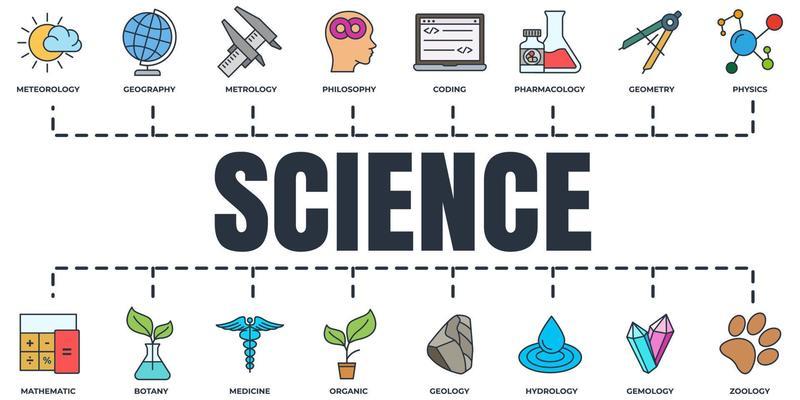 METEOROLOGY GEOGRAPHY METROLOGY PHILOSOPHY CODING PHARMACOLOGY GEOMETRY PHYSICS
SCIENCE
MATHEMATIC BOTANY MEDICINE ORGANIC GEOLOGY HYDROLOGY GEMOLOGY ZOOLOGY